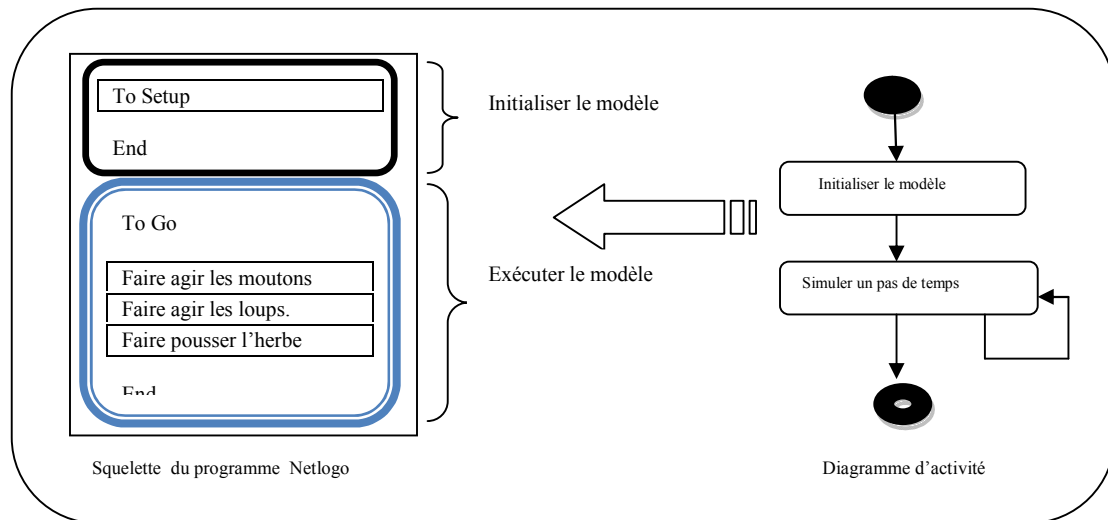 To Setup
End
Initialiser le modèle
To Go
Faire agir les moutons
Faire agir les loups.
Faire pousser l’herbe
End
Exécuter le modèle
Squelette du programme Netlogo
Initialiser le modèle
Simuler un pas de temps
Diagramme d’activité